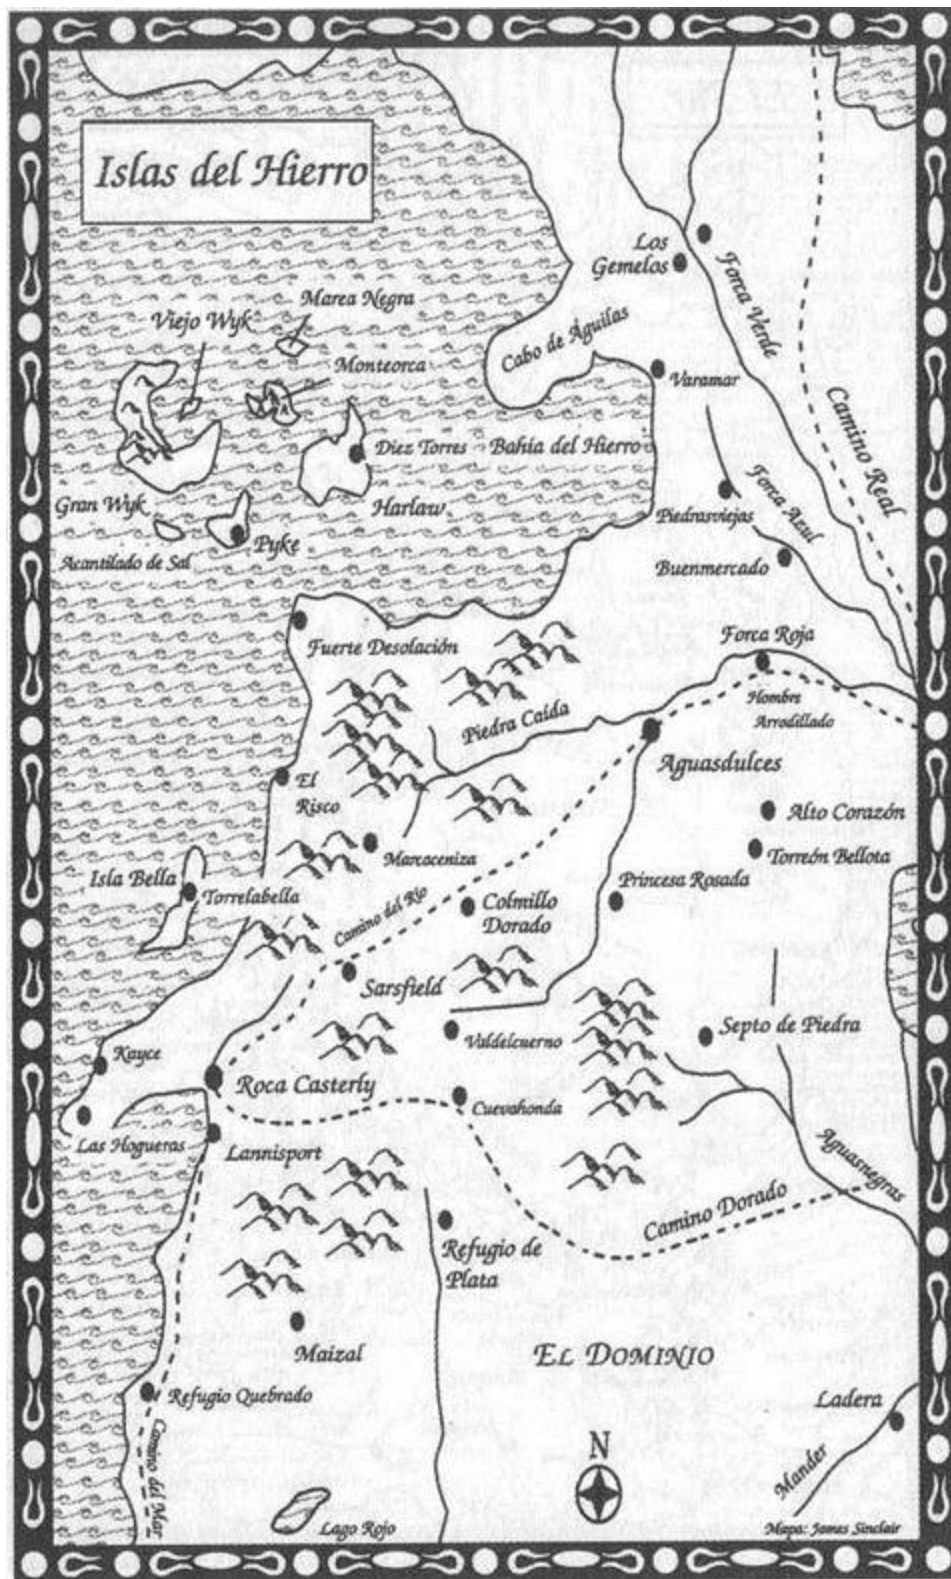 Islas del Hierro
Los
Gemelos
Forca Verde
Marea Negra
Viejo Wyk
Cabo de Águilas
Monteorca
Varamar
Camino Real
Diez Torres
Bahía del Hierro
Forca Azul
Gran Wyk
Harlaw
Piedrasviejas
Pyke
Acantilado de Sal
Buenmercado
Fuerte Desolación
Forca Roja
Piedra Caída
Hombre
Arrodillado
Aguasdulces
El
Risco
Alto Corazón
Marcaceniza
Torreón Bellota
Isla Bella
Torrelabella
Princesa Rosada
Colmillo
Dorado
Camino del Río
Sarsfield
Septo de Piedra
Valdelcuerno
Kayce
Roca Casterly
Cuevahonda
Las Hogueras
Lannisport
Aguasnegras
Camino Dorado
Refugio de
Plata
Maizal
EL DOMINIO
Refugio Quebrado
Ladera
Camino del Mar
N
Mander
Lago Rojo
Mapa: James Sinclair